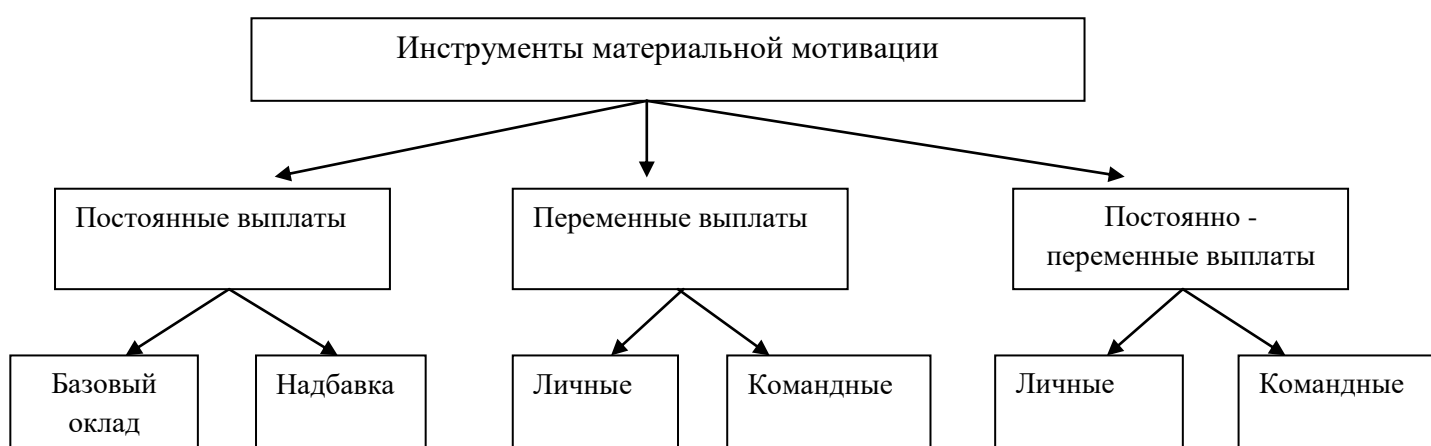 Инструменты материальной мотивации
Постоянные выплаты
Переменные выплаты
Постоянно -
переменные выплаты
Базовый
оклад
Надбавка
Личные
Командные
Личные
Командные